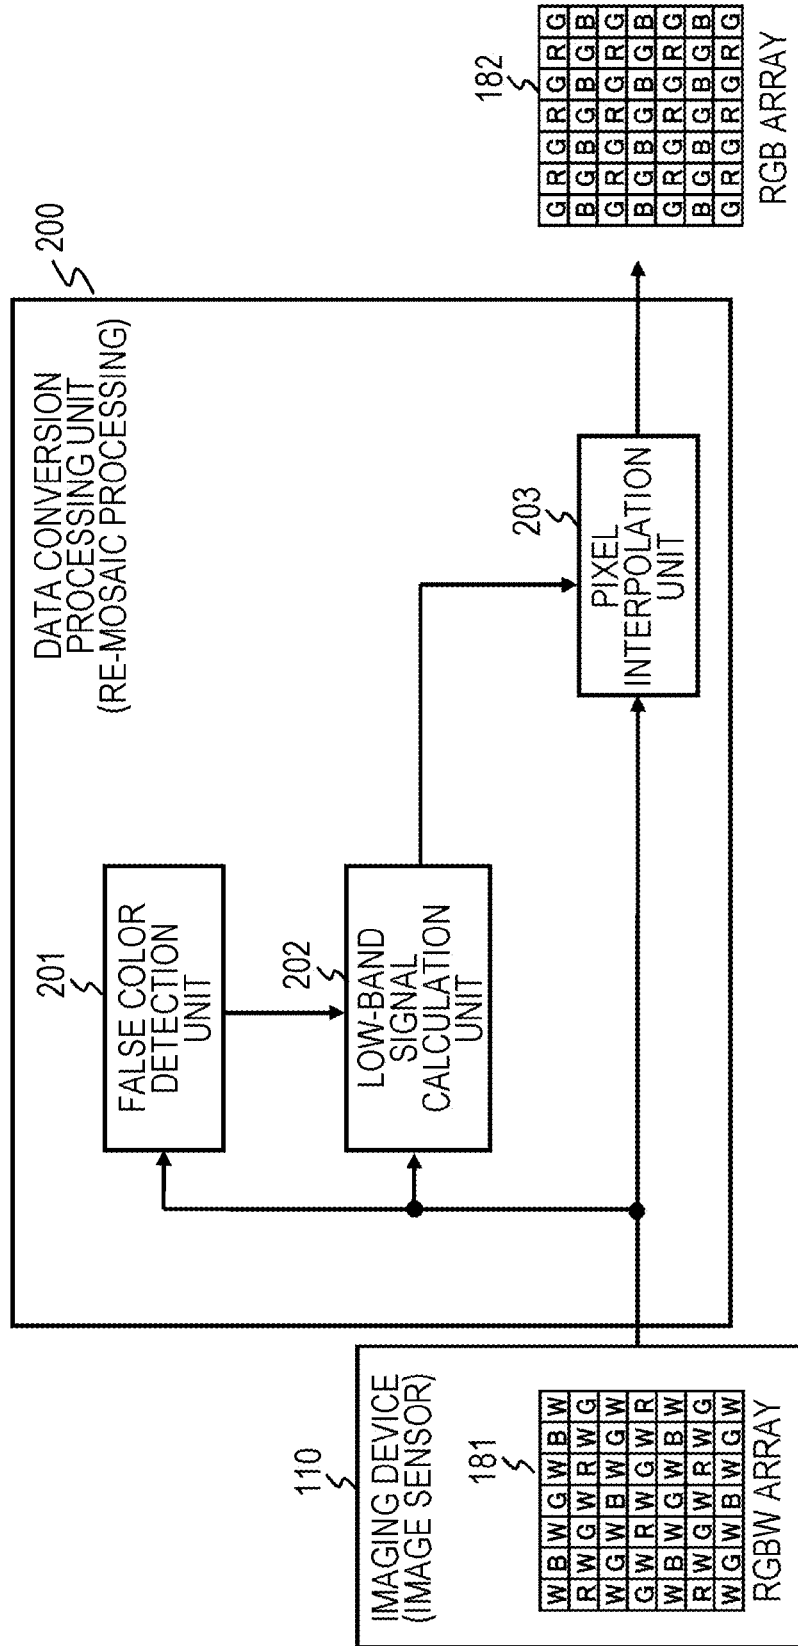 IMAGING DEVICE
(IMAGE SENSOR)
110
181
W B W G W B W
R W G W R W G
W G W B W G W
G W R W G W R
W B W G W B W
R W G W R W G
W G W B W G W
RGBW ARRAY
200
DATA CONVERSION
PROCESSING UNIT
(RE-MOSAIC PROCESSING)
201
FALSE COLOR
DETECTION
UNIT
202
LOW-BAND
SIGNAL
CALCULATION
UNIT
203
PIXEL
INTERPOLATION
UNIT
182
G R G R G R G
B G B G B G B
G R G R G R G
B G B G B G B
G R G R G R G
B G B G B G B
G R G R G R G
RGB ARRAY